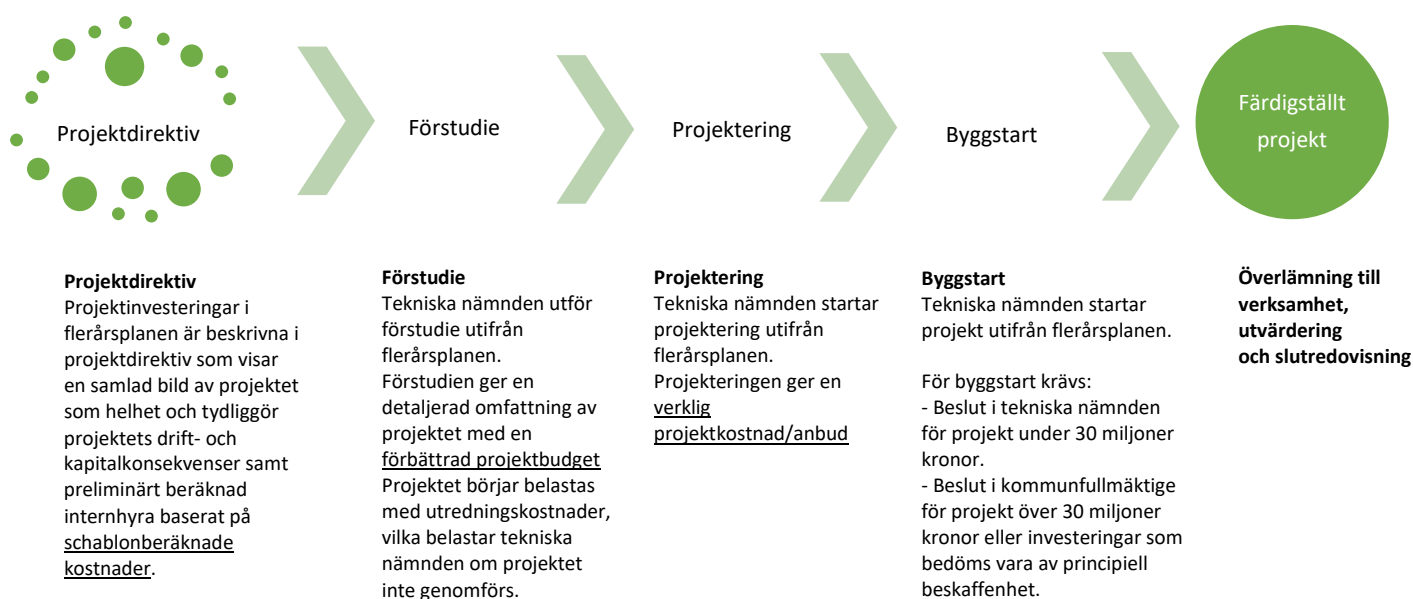 Projektdirektiv
Förstudie
Projektering
Byggstart
Färdigställt
projekt
Projektdirektiv
Projektinvesteringar i
flerårsplanen är beskrivna i
projektdirektiv som visar
en samlad bild av projektet
som helhet och tydliggör
projektets drift- och
kapitalkonsekvenser samt
preliminärt beräknad
internhyra baserat på
schablonberäknade
kostnader.
Förstudie
Tekniska nämnden utför
förstudie utifrån
flerårsplanen.
Förstudien ger en
detaljerad omfattning av
projektet med en
förbättrad projektbudget
Projektet börjar belastas
med utredningskostnader,
vilka belastar tekniska
nämnden om projektet
inte genomförs.
Projektering
Tekniska nämnden startar
projektering utifrån
flerårsplanen.
Projekteringen ger en
verklig
projektkostnad/anbud
Byggstart
Tekniska nämnden startar
projekt utifrån flerårsplanen.
För byggstart krävs:
- Beslut i tekniska nämnden
för projekt under 30 miljoner
kronor.
- Beslut i kommunfullmäktige
för projekt över 30 miljoner
kronor eller investeringar som
bedöms vara av principiell
beskaffenhet.
Överlämning till
verksamhet,
utvärdering
och slutredovisning